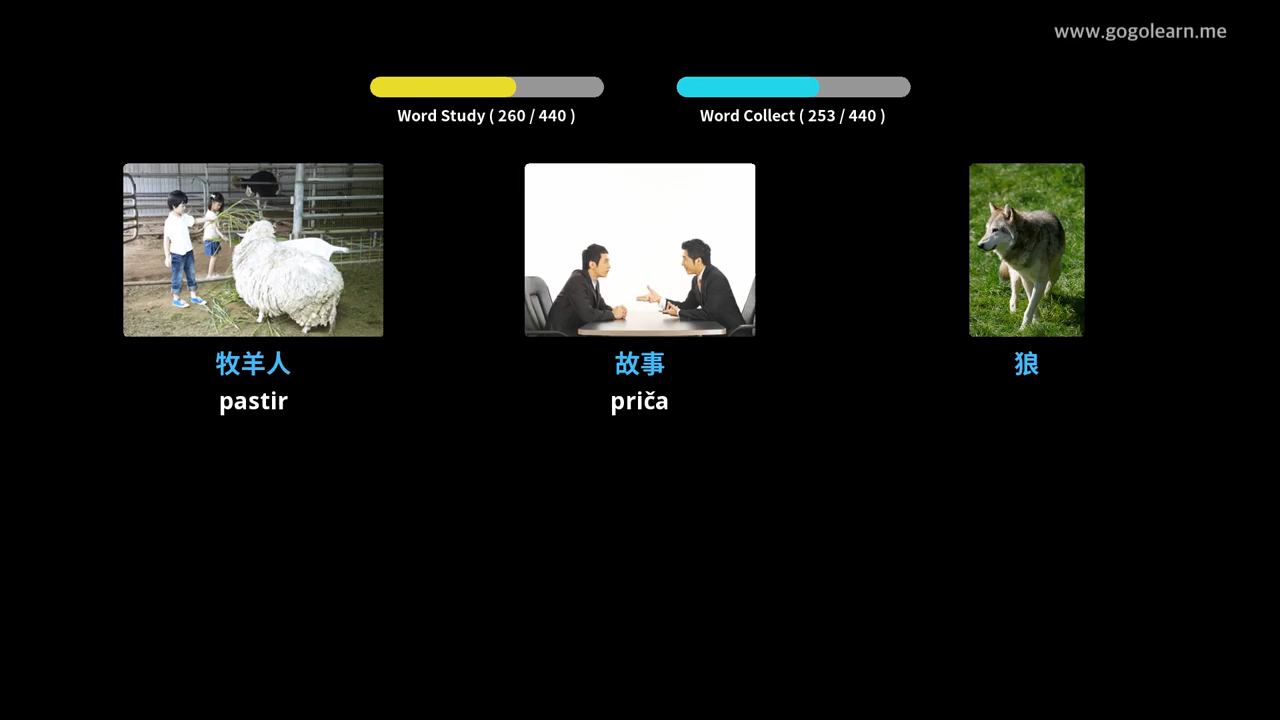 www.gogolearn.me
Word Study ( 260 / 440 )
Word Collect ( 253 / 440 )
牧羊人
pastir
故事
priča
狼